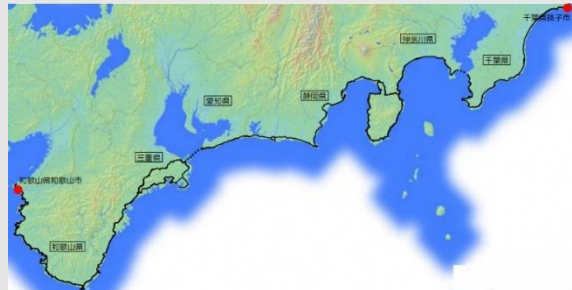 千葉県銚子市
神奈川県
千葉県
静岡県
愛知県
三重県
和歌山県和歌山市
和歌山県